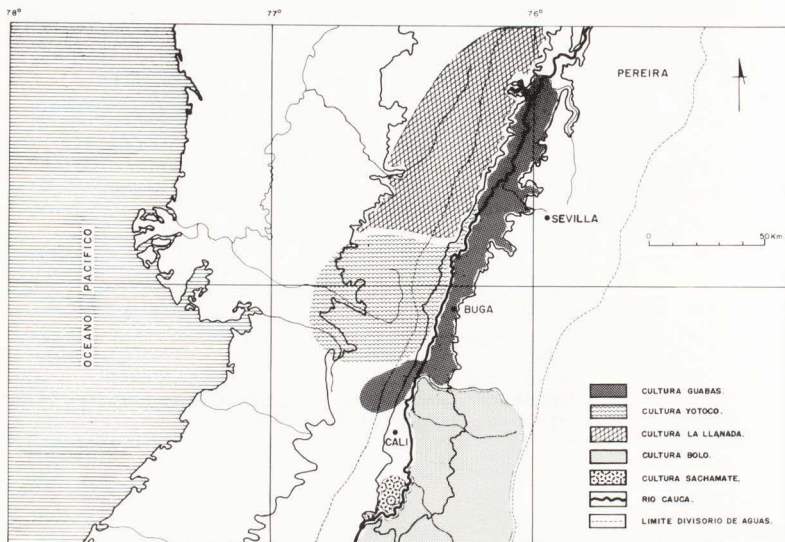 78°
77°
76°
PEREIRA
SEVILLA
0 50 Km.
OCEANO PACIFICO
BUGA
CALI
CULTURA GUABAS.
CULTURA YOTOCO.
CULTURA LA LLANADA.
CULTURA BOLO.
CULTURA SACHAMATE.
RIO CAUCA.
LIMITE DIVISORIO DE AGUAS.